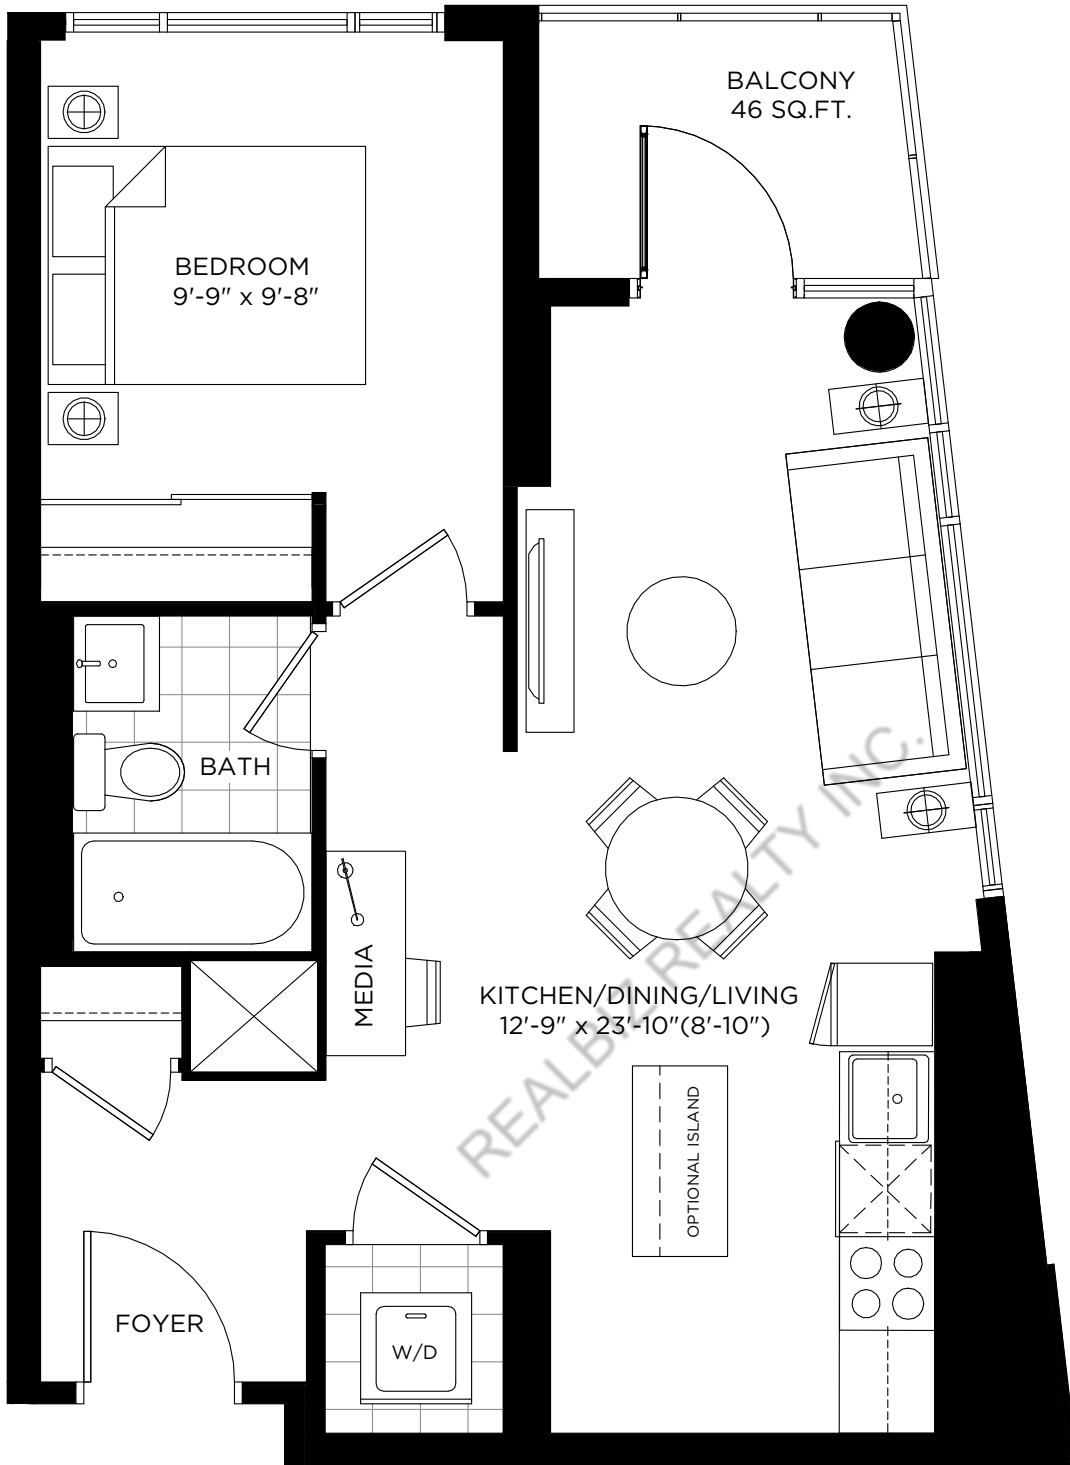 BALCONY
46 SQ.FT.
BEDROOM
9'-9" x 9'-8"
BATH
MEDIA
KITCHEN/DINING/LIVING
12'-9" x 23'-10"(8'-10")
OPTIONAL ISLAND
FOYER
W/D
REALBIZ REALTY INC.